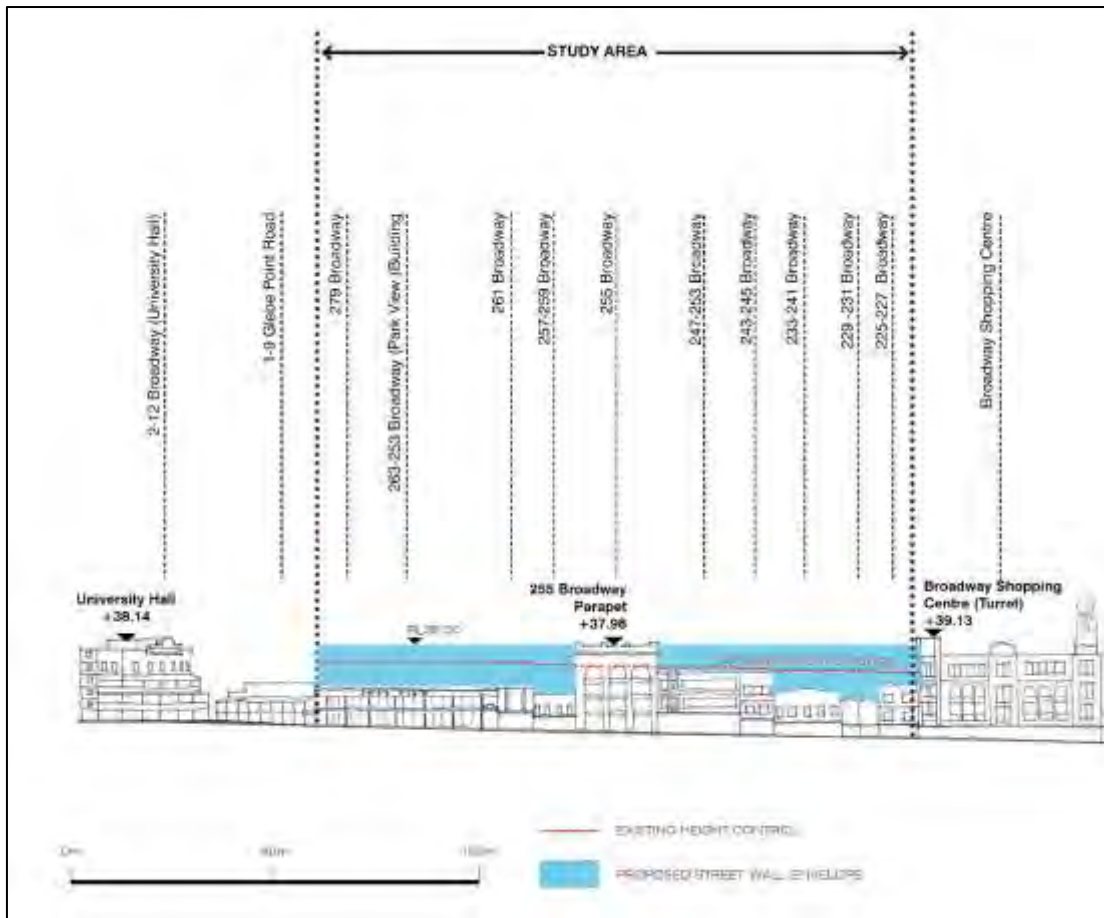 STUDY AREA
2-12 Broadway (University Hall)
1-9 Glebe Point Road
279 Broadway
263-253 Broadway (Park View )Building
261 Broadway
257-259 Broadway
255 Broadway
247-253 Broadway
243-245 Broadway
233-241 Broadway
229 -231 Broadway
225-227 Broadway
Broadway Shopping Centre
University Hall
+38.14
255 Broadway
Parapet
+37.98
Broadway Shopping
Centre (Turret)
+39.13
EXISTING HEIGHT CONTROL
PROPOSED STREET WALL ENVELOPE
0m